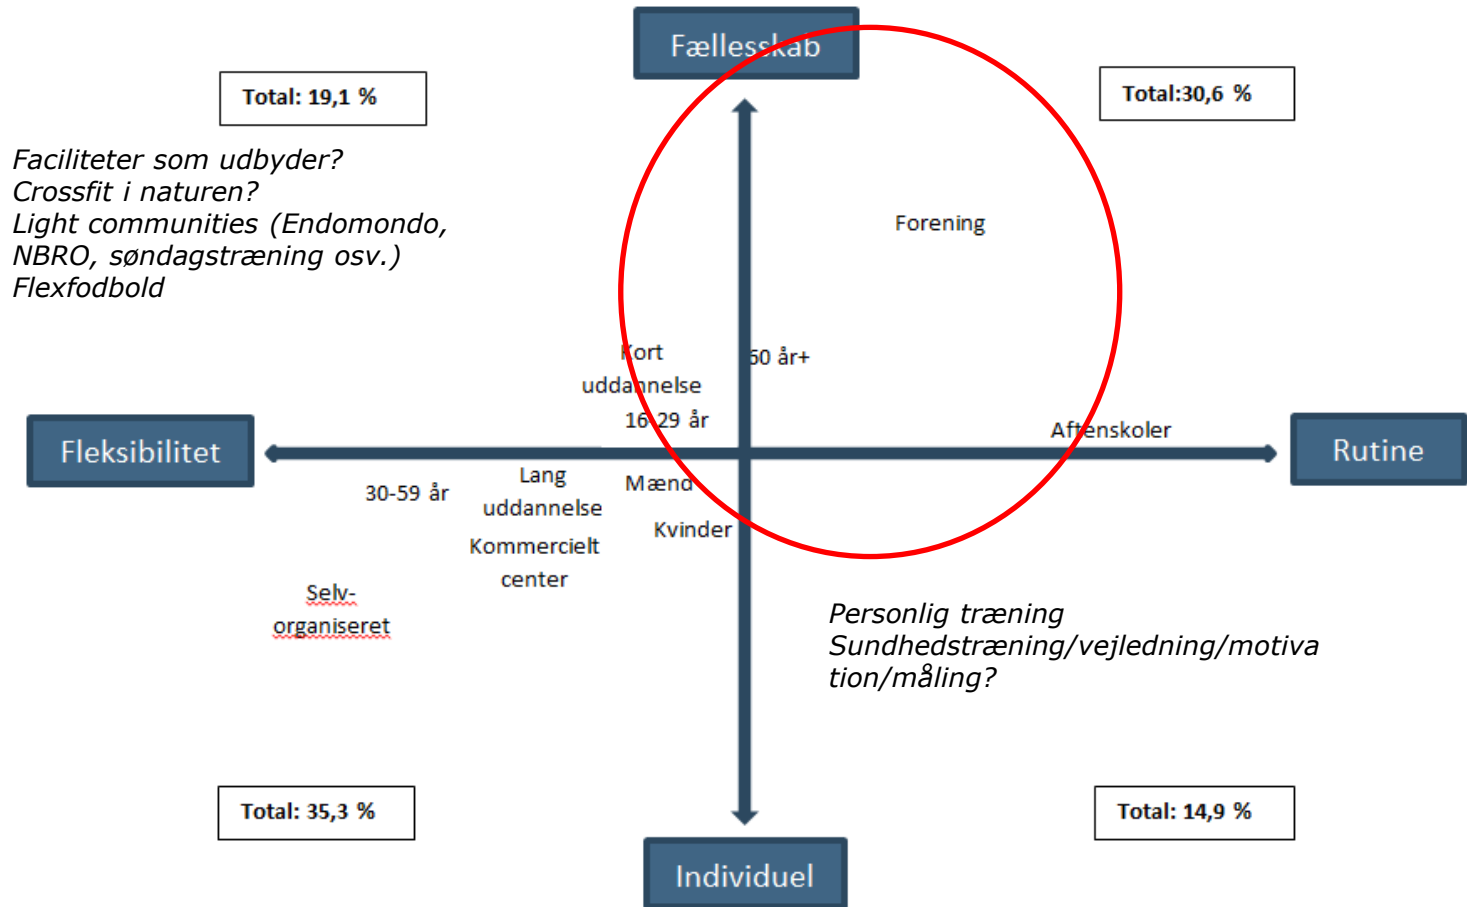 Fællesskab
Total: 19,1 %
Total:30,6 %
Faciliteter som udbyder?
Crossfit i naturen?
Light communities (Endomondo,
NBRO, søndagstræning osv.)
Flexfodbold
Forening
Kort
uddannelse
60 år+
16-29 år
Aftenskoler
Fleksibilitet
Rutine
30-59 år
Lang
uddannelse
Mænd
Kvinder
Kommercielt
center
Selv-
organiseret
Personlig træning
Sundhedstræning/vejledning/motiva
tion/måling?
Total: 35,3 %
Total: 14,9 %
Individuel